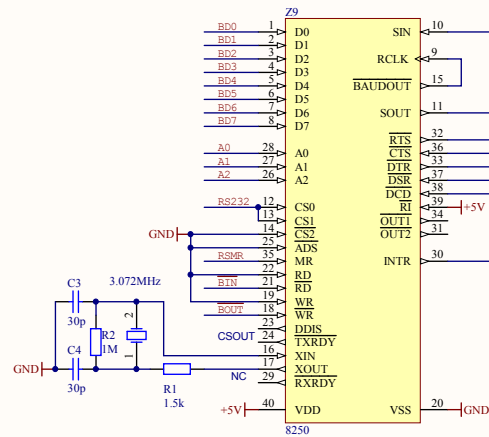 Z9
BD0 1 D0 SIN 10
BD1 2 D1
BD2 3 D2 RCLK 9
BD3 4 D3
BD4 5 D4 BAUDOUT 15
BD5 6 D5
BD6 7 D6 SOUT 11
BD7 8 D7
RTS 32
A0 28 A0 CTS 36
A1 27 A1 DTR 33
A2 26 A2 DSR 37
DCD 38
RS232 12 CS0 RI 39 +5V
13 CS1 OUT1 34
GND 14 CS2 OUT2 31
25 ADS
RSMR 35 MR INTR 30
22 RD
BIN 21 RD
19 WR
BOUT 18 WR
23 DDIS
CSOUT 24 TXRDY
16 XIN
17 XOUT
NC 29 RXRDY
+5V 40 VDD VSS 20 GND
8250
3.072MHz
C3
30p
R2
1M
2
1
GND
C4
30p
R1
1.5k